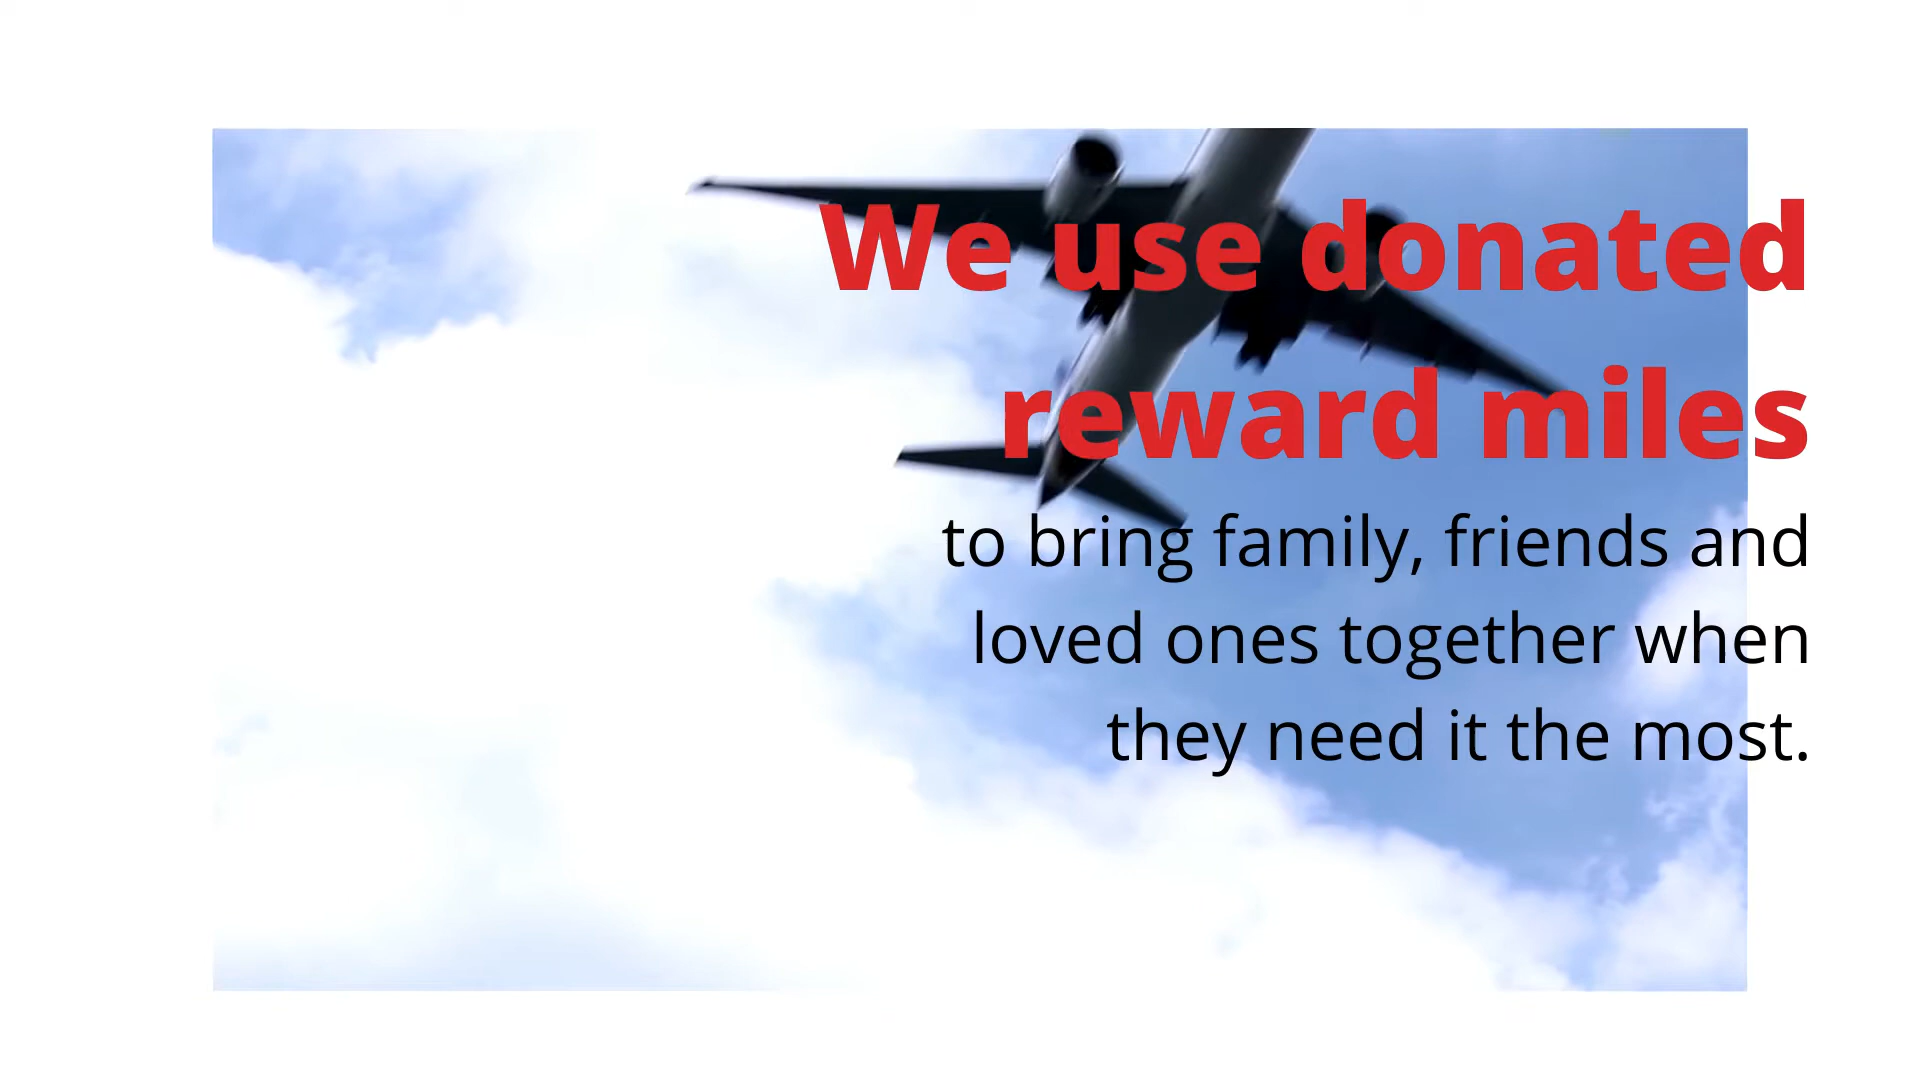 We use donated
reward miles
to bring family, friends and
loved ones together when
they need it the most.